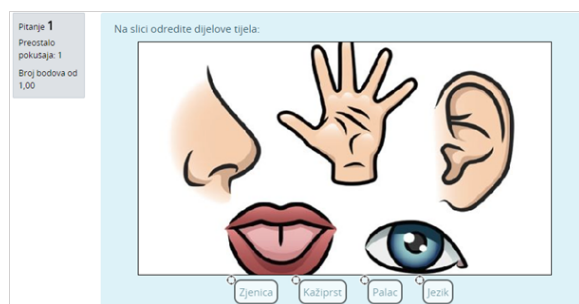 Pitanje 1
Preostalo
pokušaja: 1
Broj bodova od
1,00
Na slici odredite dijelove tijela:
Zjenica Kažiprst Palac Jezik